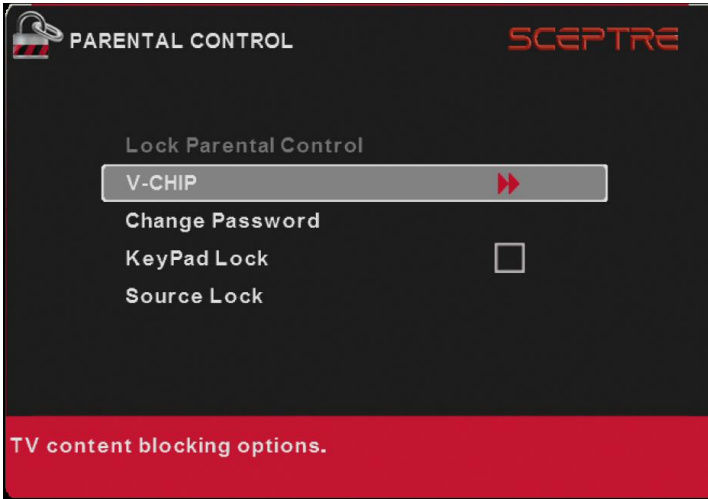 PARENTAL CONTROL
SCEPTRE
Lock Parental Control
V-CHIP
Change Password
KeyPad Lock
Source Lock
TV content blocking options.